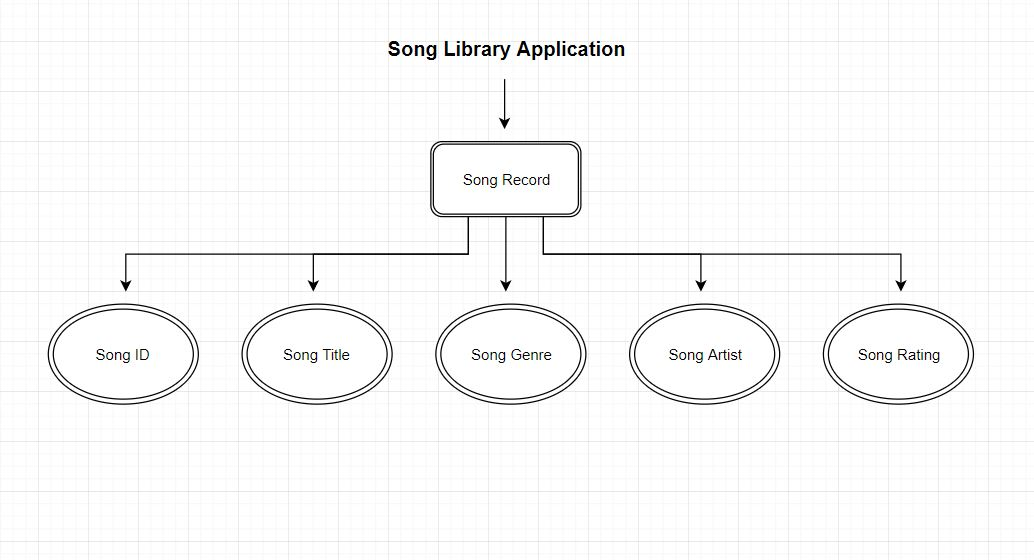 Song Library Application
Song Record
Song ID
Song Title
Song Genre
Song Artist
Song Rating